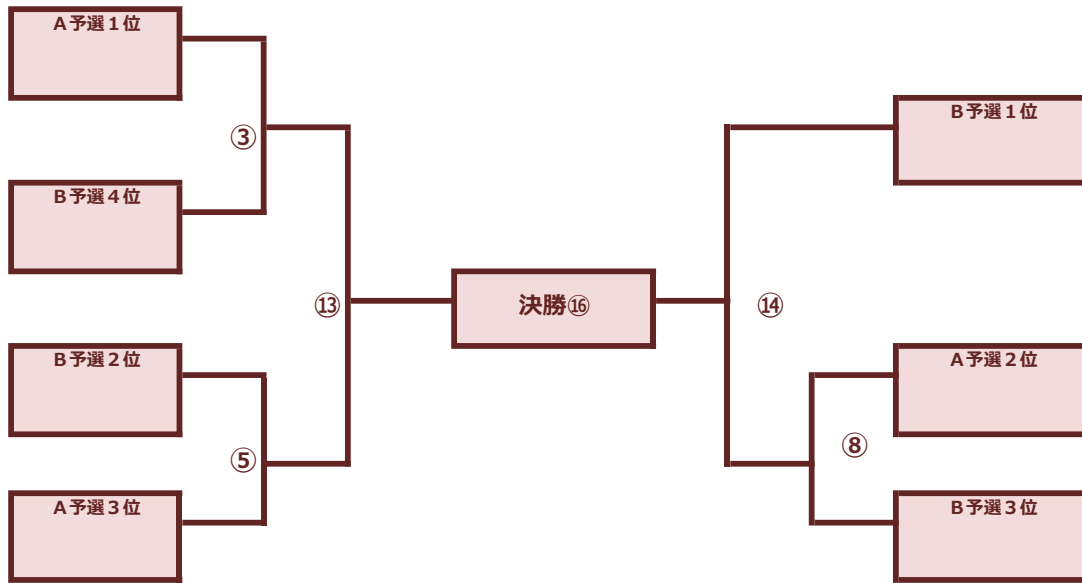 A予選1位
③
B予選4位
⑬
B予選2位
⑤
A予選3位
決勝⑯
B予選1位
⑭
A予選2位
⑧
B予選3位